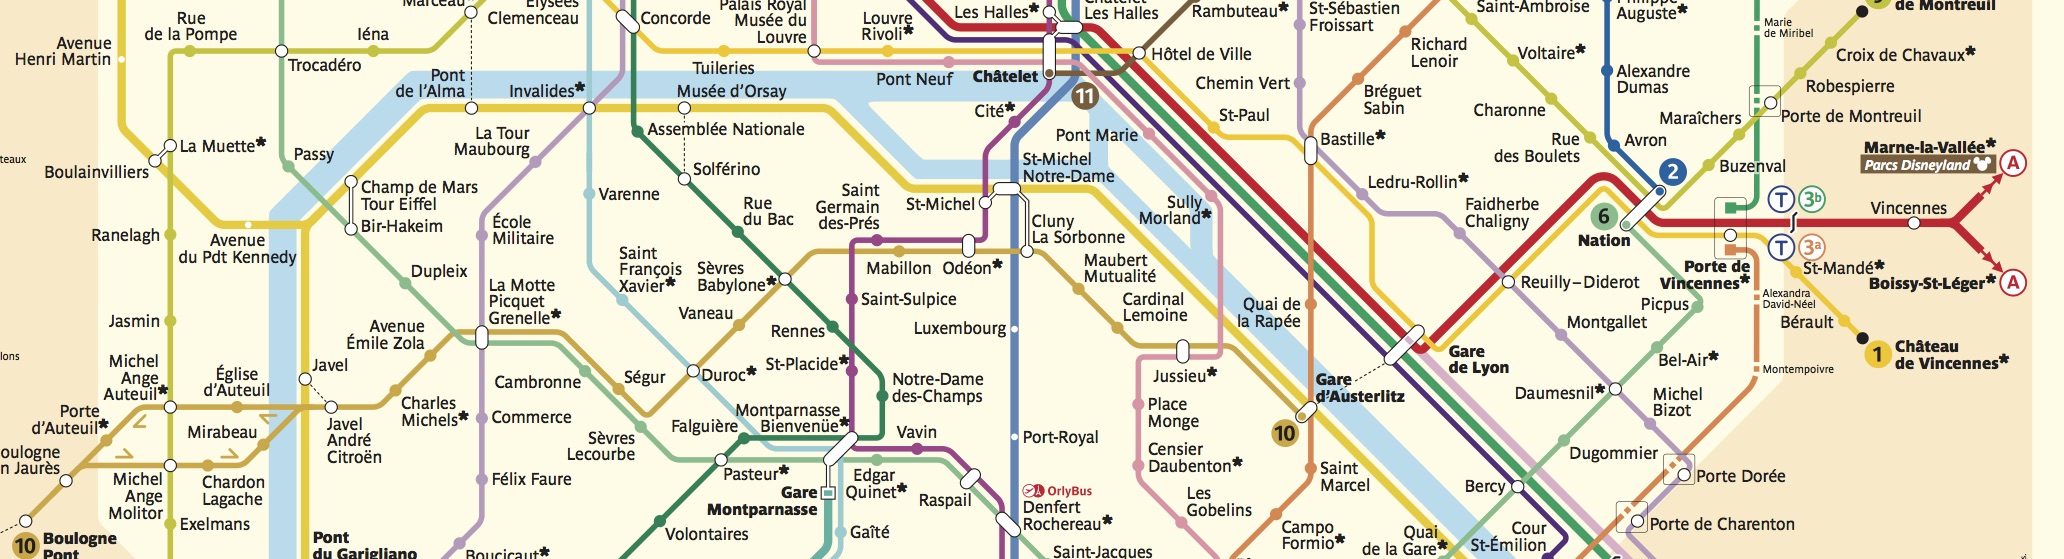 Marceau*
Elysées
Clemenceau
Concorde
Palais Royal
Musée du
Louvre
Louvre
Rivoli*
Les Halles*
Châtelet
Les Halles
Rambuteau*
St-Sébastien
Froissart
Richard
Lenoir
Saint-Ambroise
Philippe
Auguste*
Marie
de Miribel
9
de Montreuil
Croix de Chavaux*
Robespierre
Rue
de la Pompe
Iéna
Avenue
Henri Martin
Trocadéro
Tuileries
Pont Neuf
Châtelet
11
Hôtel de Ville
Chemin Vert
Bréguet
Sabin
Voltaire*
Alexandre
Dumas
Charonne
Maraîchers
Porte de Montreuil
Pont
de l'Alma
Invalides*
Musée d'Orsay
Cité*
St-Paul
Assemblée Nationale
Pont Marie
Bastille*
Rue
des Boulets
Avron
2
Buzenval
Marne-la-Vallée*
Parcs Disneyland
A
teaux
La Muette*
Boulainvilliers
Passy
La Tour
Maubourg
Solférino
St-Michel
Notre-Dame
Champ de Mars
Tour Eiffel
Bir-Hakeim
Varenne
Saint
Germain
des-Prés
St-Michel
Sully
Morland*
Ledru-Rollin*
Faidherbe
Chaligny
6
Nation
T
3b
Vincennes
T
3a
Ranelagh
Avenue
du Pdt Kennedy
École
Militaire
Rue
du Bac
Cluny
La Sorbonne
Mabillon
Odéon*
Maubert
Mutualité
Porte de
Vincennes*
St-Mandé*
Boissy-St-Léger*
A
Dupleix
Saint
François
Xavier*
Sèvres
Babylone*
Reuilly–Diderot
Picpus
Alexandra
David-Néel
La Motte
Picquet
Grenelle*
Vaneau
Saint-Sulpice
Cardinal
Lemoine
Quai de
la Rapée
Jasmin
Avenue
Émile Zola
Rennes
Luxembourg
Montgallet
Bérault
lons
Michel
Ange
Auteuil*
Église
d'Auteuil
Javel
Cambronne
Ségur
Duroc*
St-Placide*
Jussieu*
Gare
de Lyon
Bel-Air*
1
Château
de Vincennes*
Montempoivre
Notre-Dame
des-Champs
Gare
d'Austerlitz
Daumesnil*
Michel
Bizot
Porte
d'Auteuil*
Mirabeau
Javel
André
Citroën
Charles
Michels*
Commerce
Sèvres
Lecourbe
Falguière
Montparnasse
Bienvenüe*
Vavin
Port-Royal
Place
Monge
10
Dugommier
oulogne
n Jaurès
Michel
Ange
Molitor
Chardon
Lagache
Félix Faure
Pasteur*
Gare
Montparnasse
Edgar
Quinet*
Raspail
Censier
Daubenton*
Saint
Marcel
Bercy
Porte Dorée
OrlyBus
Denfert
Rochereau*
Les
Gobelins
10
Boulogne
Pont
Exelmans
Pont
du Garigliano
Boucicaut*
Volontaires
Gaîté
Saint-Jacques
Campo
Formio*
Quai
de la Gare*
Cour
St-Émilion
Porte de Charenton